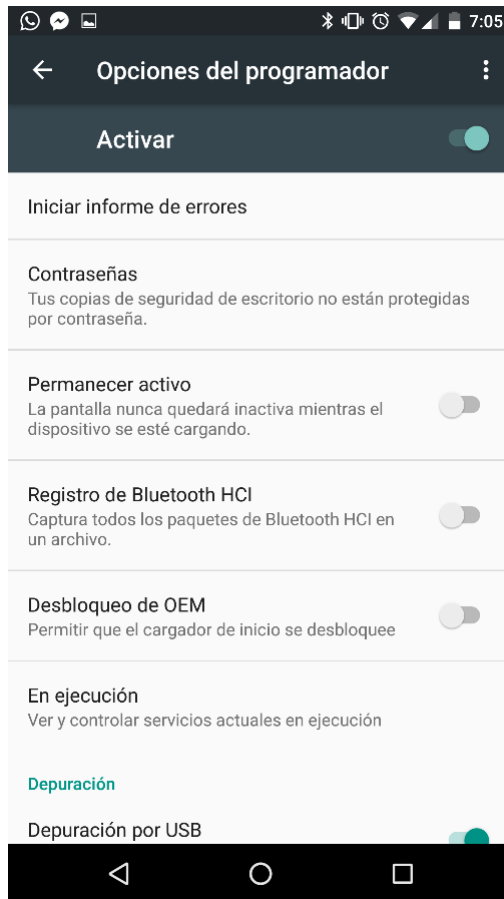 7:05
Opciones del programador
Activar
Iniciar informe de errores
Contraseñas
Tus copias de seguridad de escritorio no están protegidas
por contraseña.
Permanecer activo
La pantalla nunca quedará inactiva mientras el
dispositivo se esté cargando.
Registro de Bluetooth HCI
Captura todos los paquetes de Bluetooth HCI en
un archivo.
Desbloqueo de OEM
Permitir que el cargador de inicio se desbloquee
En ejecución
Ver y controlar servicios actuales en ejecución
Depuración
Depuración por USB